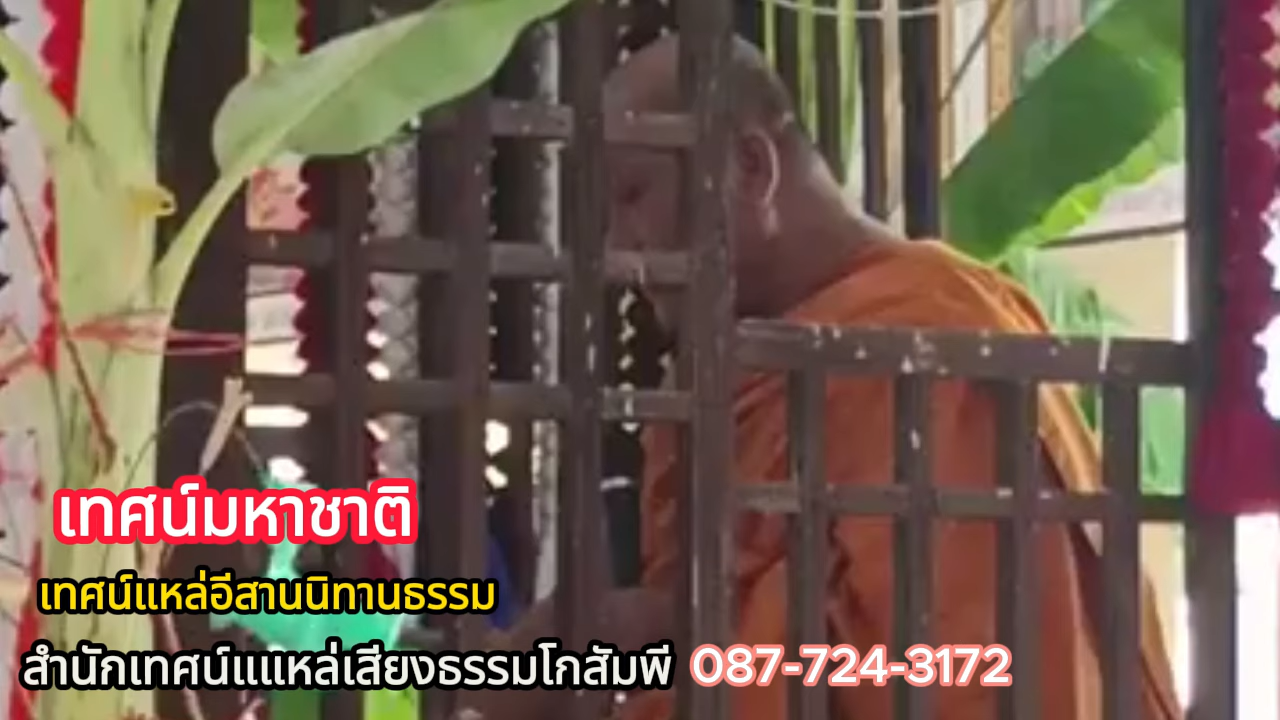 เทศน์มหาชาติ
เทศน์แหล่อีสานนิทานธรรม
สำนักเทศน์แแหล่เสียงธรรมโกสัมพี 087-724-3172